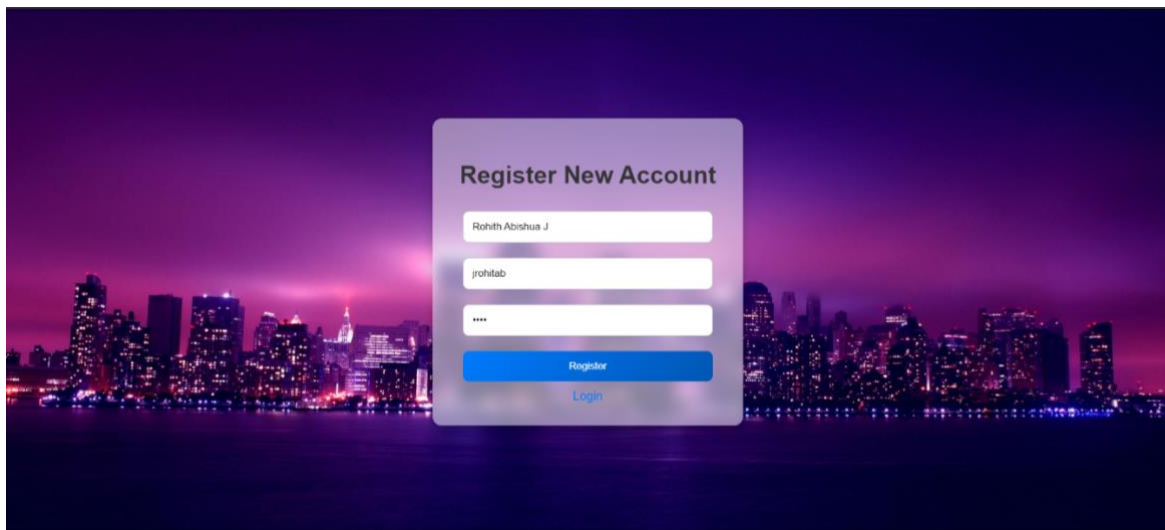 Register New Account
Rohith Abishua J
jrohitab
••••
Register
Login